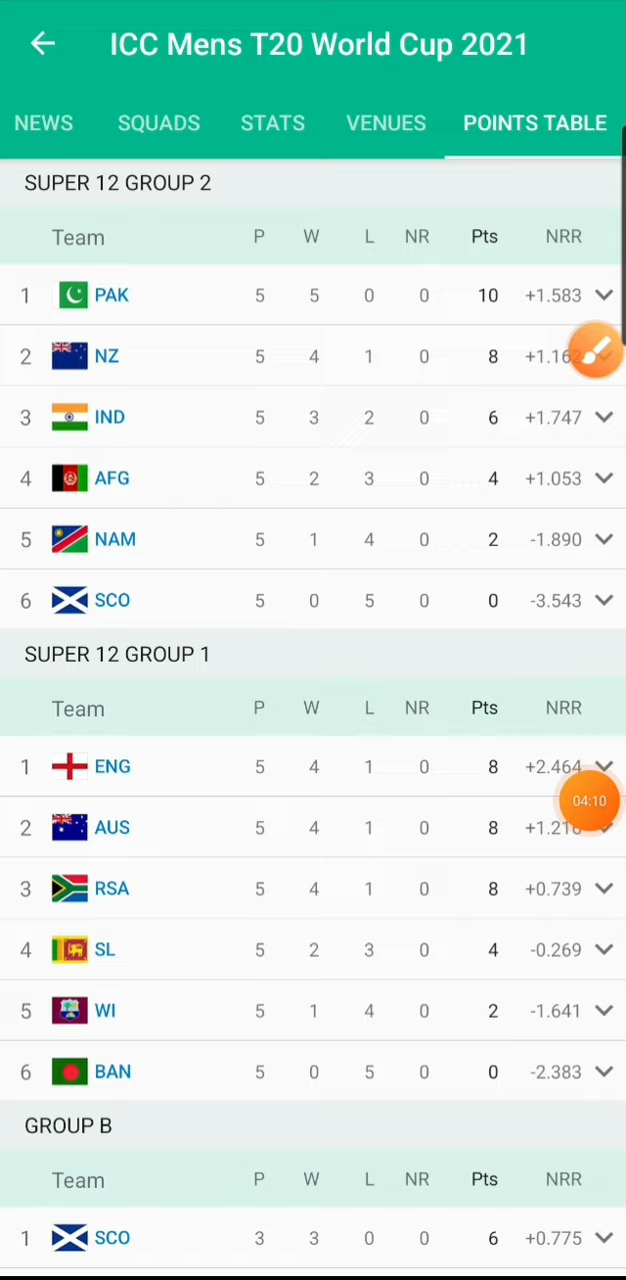 ICC Mens T20 World Cup 2021
NEWS SQUADS STATS VENUES POINTS TABLE
SUPER 12 GROUP 2
Team P W L NR Pts NRR
1 PAK 5 5 0 0 10 +1.583
2 NZ 5 4 1 0 8 +1.162
3 IND 5 3 2 0 6 +1.747
4 AFG 5 2 3 0 4 +1.053
5 NAM 5 1 4 0 2 -1.890
6 SCO 5 0 5 0 0 -3.543
SUPER 12 GROUP 1
Team P W L NR Pts NRR
1 ENG 5 4 1 0 8 +2.464
04:10
2 AUS 5 4 1 0 8 +1.216
3 RSA 5 4 1 0 8 +0.739
4 SL 5 2 3 0 4 -0.269
5 WI 5 1 4 0 2 -1.641
6 BAN 5 0 5 0 0 -2.383
GROUP B
Team P W L NR Pts NRR
1 SCO 3 3 0 0 6 +0.775